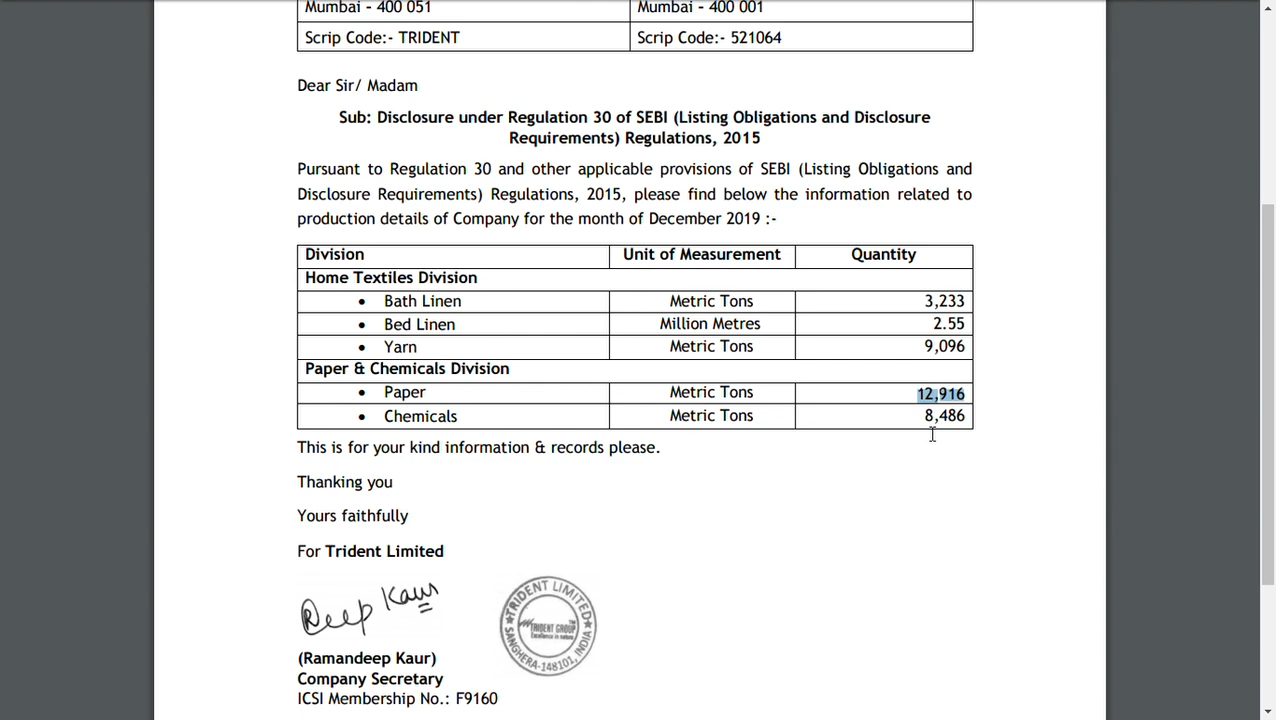 Mumbai – 400 051
Mumbai – 400 001
Scrip Code:- TRIDENT
Scrip Code:- 521064
Dear Sir/ Madam
Sub: Disclosure under Regulation 30 of SEBI (Listing Obligations and Disclosure
Requirements) Regulations, 2015
Pursuant to Regulation 30 and other applicable provisions of SEBI (Listing Obligations and
Disclosure Requirements) Regulations, 2015, please find below the information related to
production details of Company for the month of December 2019 :-
Division Unit of Measurement Quantity
Home Textiles Division
• Bath Linen Metric Tons 3,233
• Bed Linen Million Metres 2.55
• Yarn Metric Tons 9,096
Paper & Chemicals Division
• Paper Metric Tons 12,916
• Chemicals Metric Tons 8,486
This is for your kind information & records please.
Thanking you
Yours faithfully
For Trident Limited
Deep Kaur
TRIDENT LIMITED
TRIDENT GROUP
Excellence in nature
SANGHERA-148101, INDIA
(Ramandeep Kaur)
Company Secretary
ICSI Membership No.: F9160